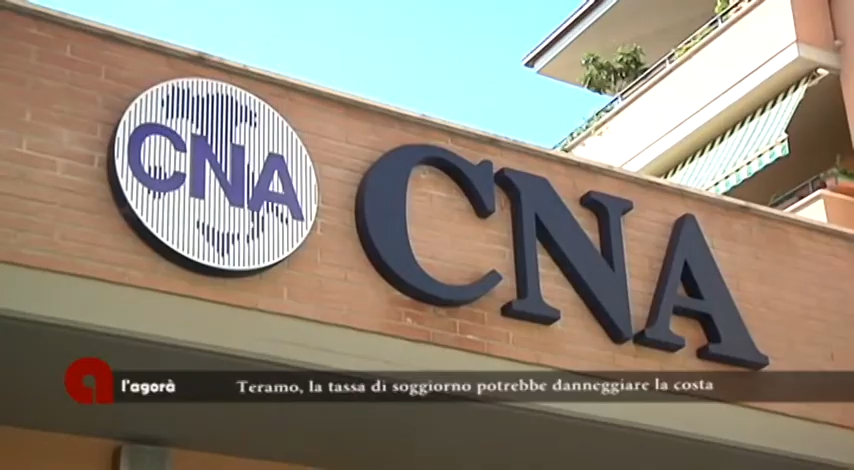 CNA
CNA
l'agorà
Teramo, la tassa di soggiorno potrebbe danneggiare la costa